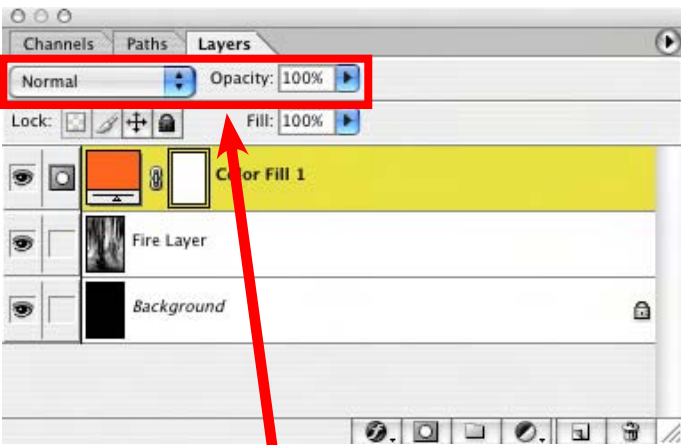 Channels Paths Layers
Normal Opacity: 100%
Lock: Fill: 100%
Color Fill 1
Fire Layer
Background